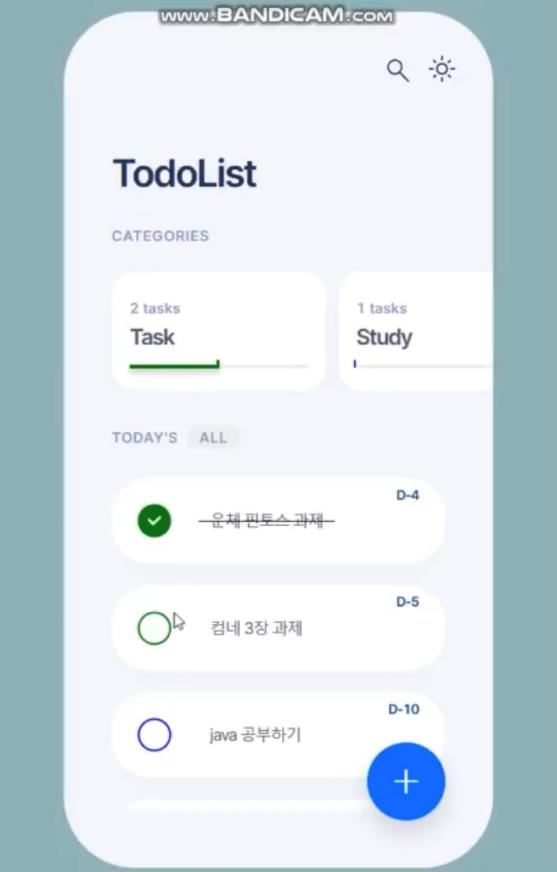 www.BANDICAM.com
TodoList
CATEGORIES
2 tasks
Task
1 tasks
Study
TODAY'S ALL
D-4
운체 핀토스 과제
D-5
컴네 3장 과제
D-10
java 공부하기